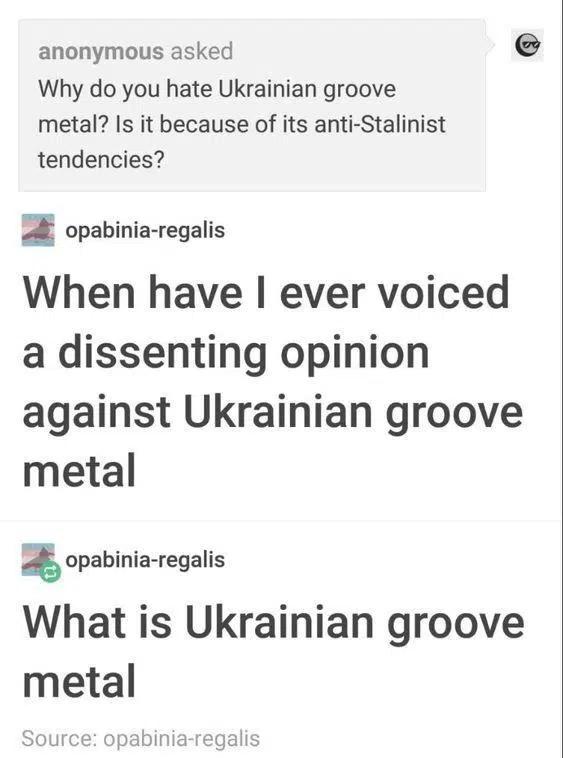 anonymous asked
Why do you hate Ukrainian groove
metal? Is it because of its anti-Stalinist
tendencies?
opabinia-regalis
When have I ever voiced
a dissenting opinion
against Ukrainian groove
metal
opabinia-regalis
What is Ukrainian groove
metal
Source: opabinia-regalis